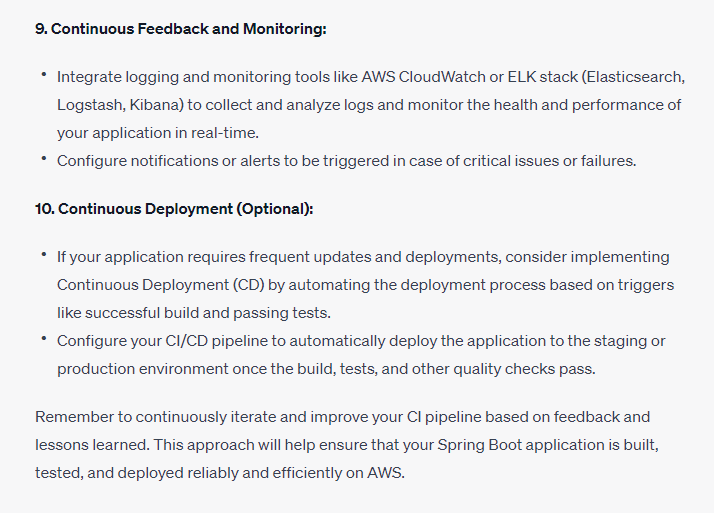 9. Continuous Feedback and Monitoring:
• Integrate logging and monitoring tools like AWS CloudWatch or ELK stack (Elasticsearch,
Logstash, Kibana) to collect and analyze logs and monitor the health and performance of
your application in real-time.
• Configure notifications or alerts to be triggered in case of critical issues or failures.
10. Continuous Deployment (Optional):
• If your application requires frequent updates and deployments, consider implementing
Continuous Deployment (CD) by automating the deployment process based on triggers
like successful build and passing tests.
• Configure your CI/CD pipeline to automatically deploy the application to the staging or
production environment once the build, tests, and other quality checks pass.
Remember to continuously iterate and improve your CI pipeline based on feedback and
lessons learned. This approach will help ensure that your Spring Boot application is built,
tested, and deployed reliably and efficiently on AWS.